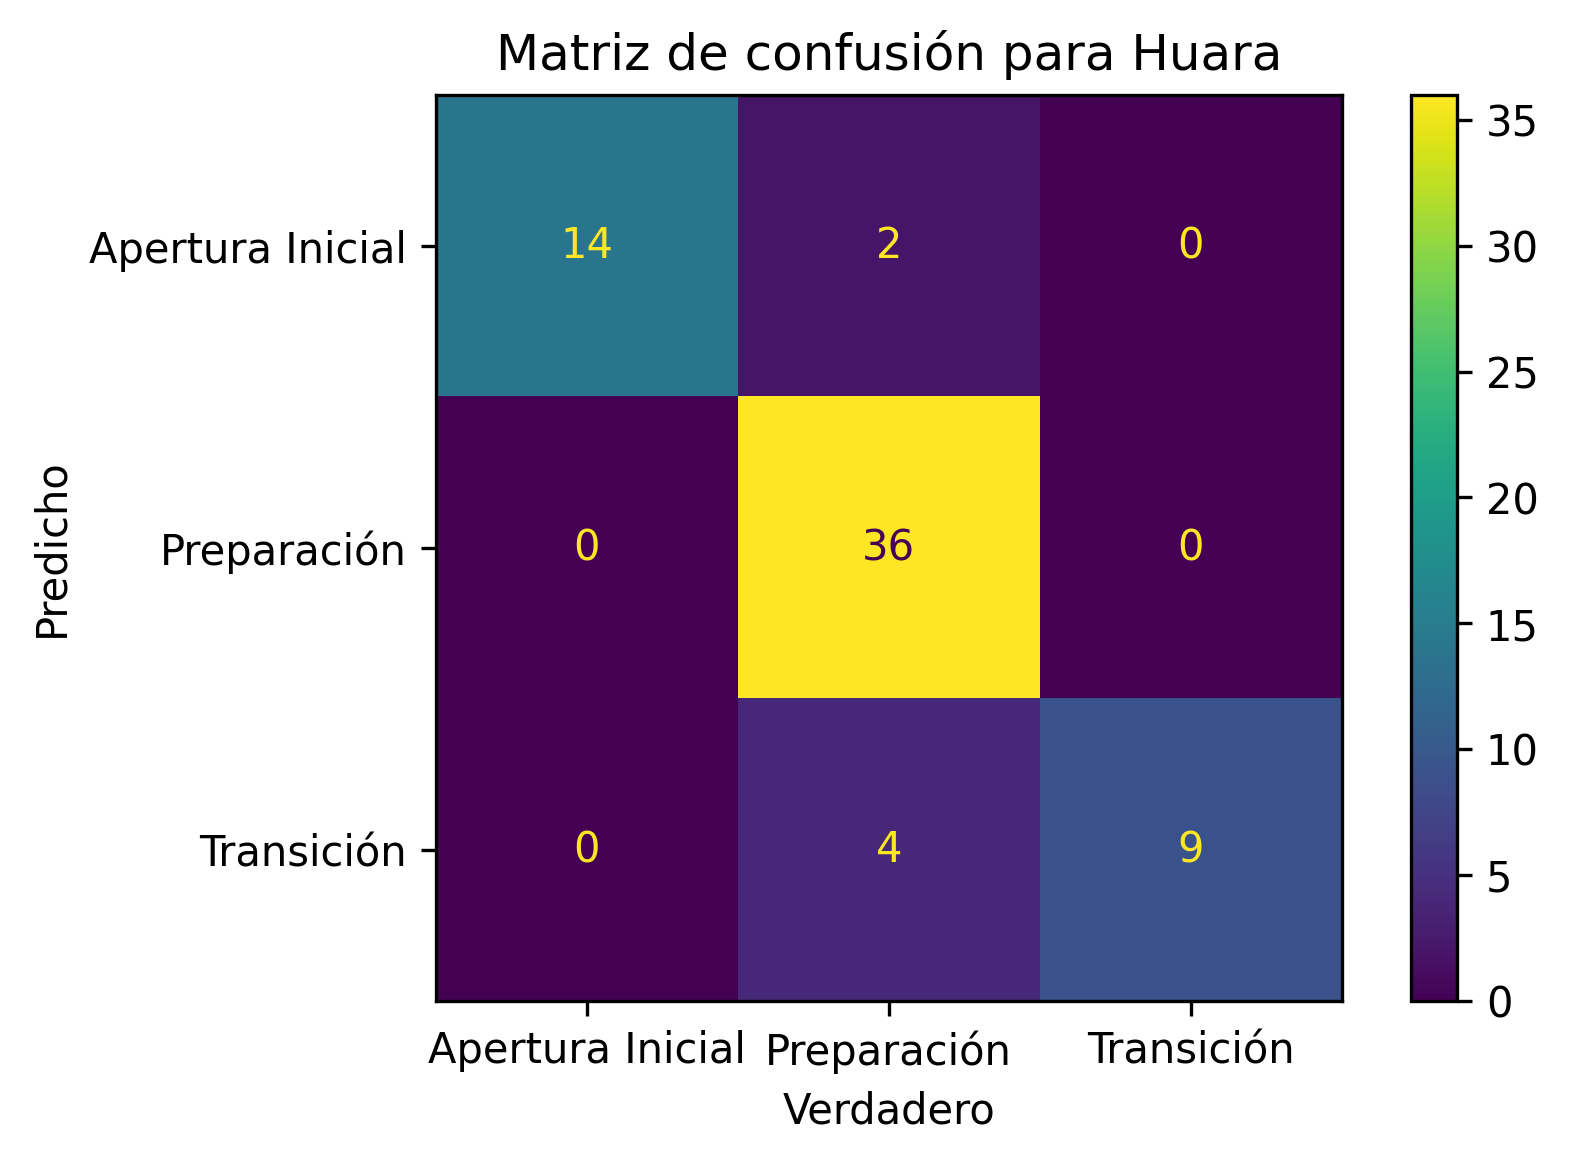 Matriz de confusión para Huara
Predicho
Apertura Inicial
14 2 0
Preparación
0 36 0
Transición
0 4 9
Apertura Inicial Preparación Transición
Verdadero
35
30
25
20
15
10
5
0